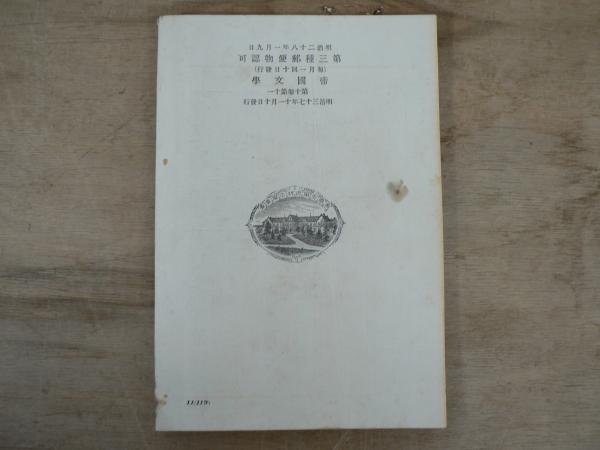 明治二十八年一月九日
第三種郵便物認可
(毎月一回十日發行)
帝國文學
第十卷第十一
明治三十七年十一月十日發行